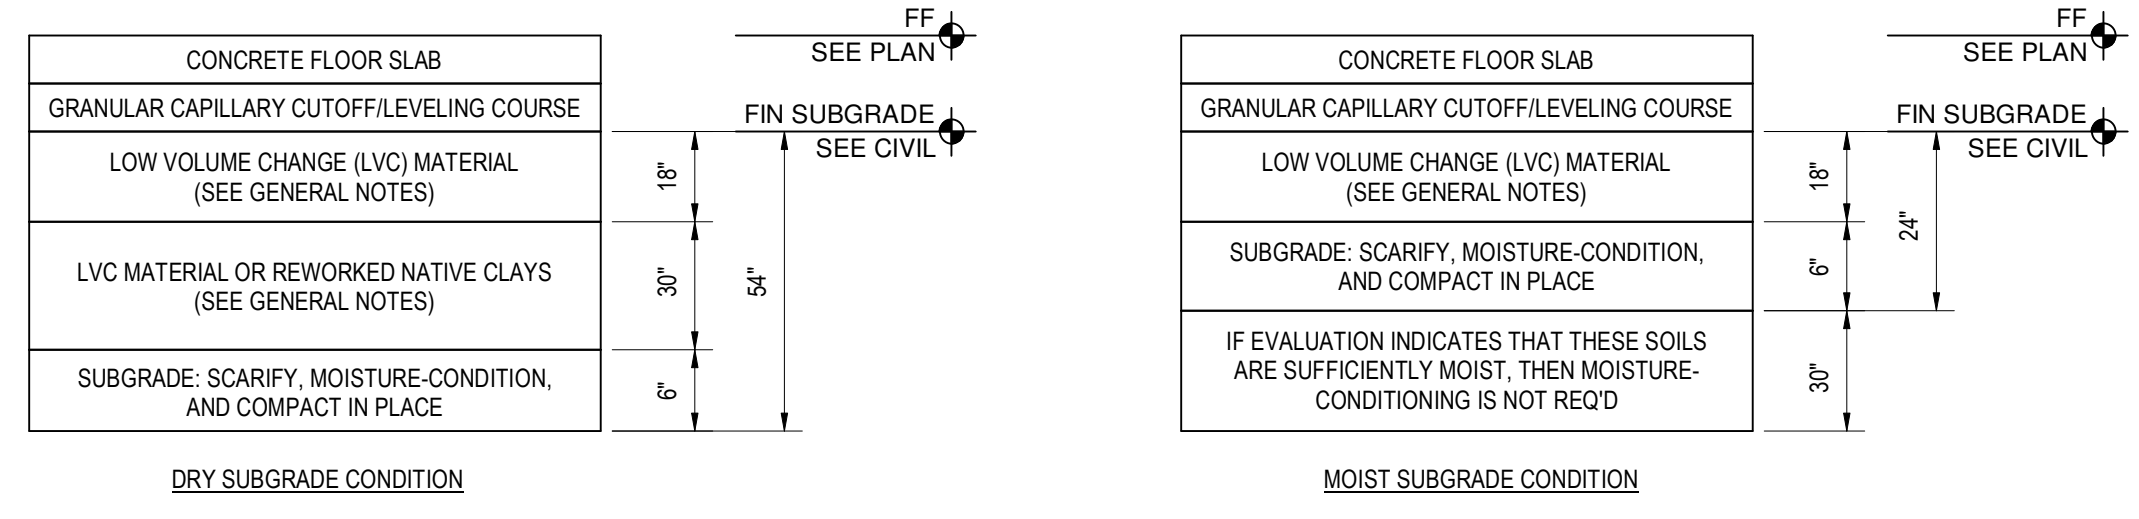 FF
SEE PLAN
CONCRETE FLOOR SLAB
GRANULAR CAPILLARY CUTOFF/LEVELING COURSE
FIN SUBGRADE
SEE CIVIL
LOW VOLUME CHANGE (LVC) MATERIAL
(SEE GENERAL NOTES)
18"
LVC MATERIAL OR REWORKED NATIVE CLAYS
(SEE GENERAL NOTES)
30"
54"
SUBGRADE: SCARIFY, MOISTURE-CONDITION,
AND COMPACT IN PLACE
6"
DRY SUBGRADE CONDITION
FF
SEE PLAN
CONCRETE FLOOR SLAB
GRANULAR CAPILLARY CUTOFF/LEVELING COURSE
FIN SUBGRADE
SEE CIVIL
LOW VOLUME CHANGE (LVC) MATERIAL
(SEE GENERAL NOTES)
18"
24"
SUBGRADE: SCARIFY, MOISTURE-CONDITION,
AND COMPACT IN PLACE
6"
IF EVALUATION INDICATES THAT THESE SOILS
ARE SUFFICIENTLY MOIST, THEN MOISTURE-
CONDITIONING IS NOT REQ'D
30"
MOIST SUBGRADE CONDITION